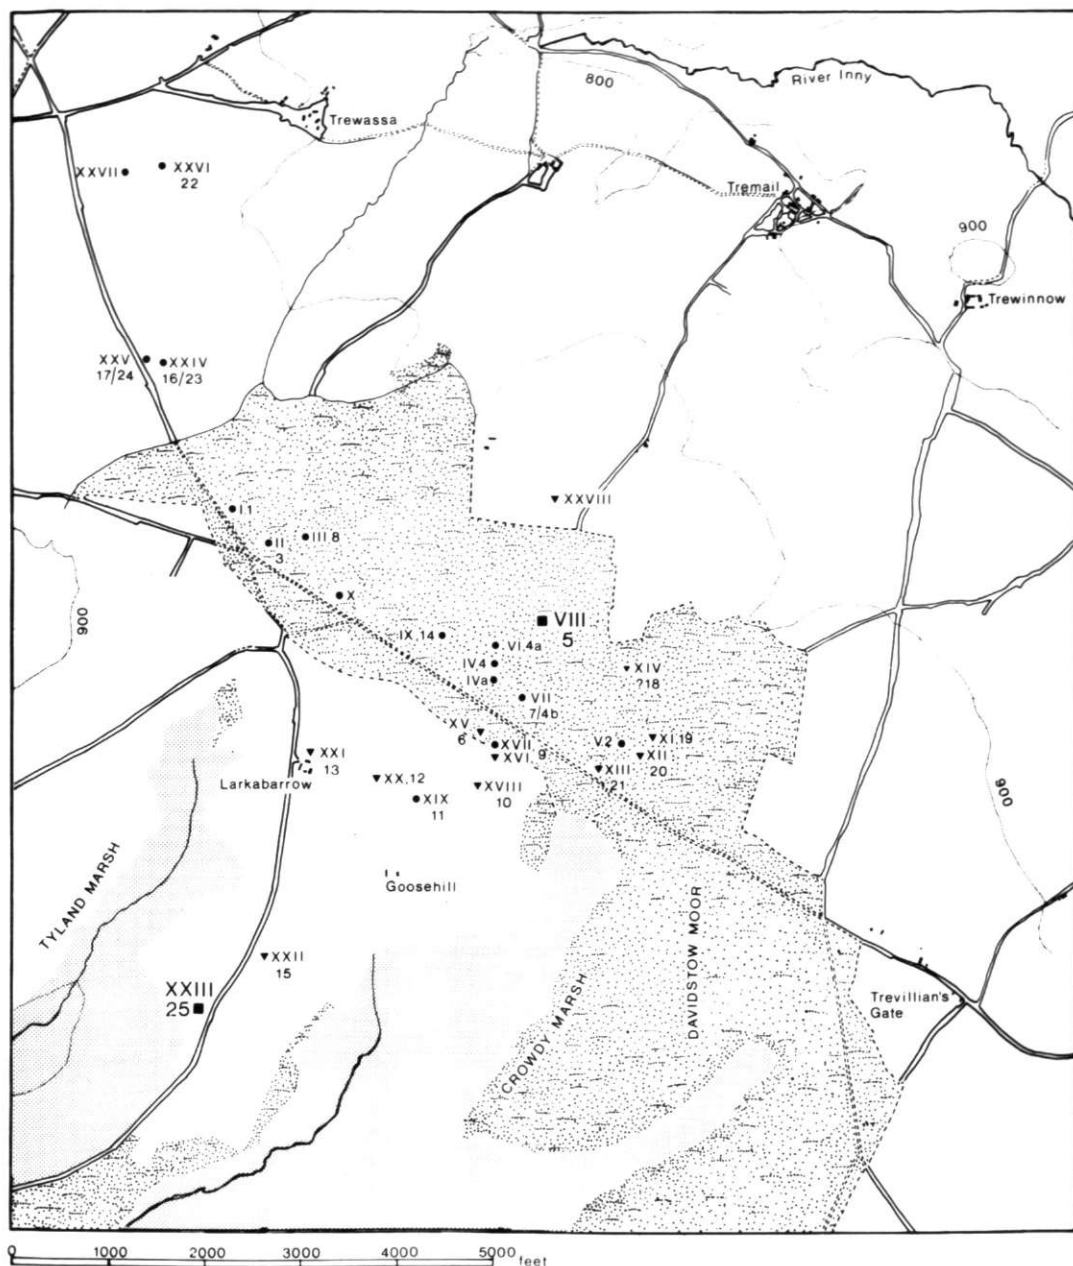 River Inny
800
Trewassa
XXVII
XXVI
22
Tremail
900
Trewinnow
XXV
17/24
XXIV
16/23
XXVIII
I.1
II
3
III 8
X
VIII
5
IX.14
VI.4a
IV4
IVa
XIV
?18
VII
7/4b
900
XV
6
XVII
XVI. 9
V2
XI.19
XII
20
XIII
21
XXI
13
Larkabarrow
XX.12
XIX
11
XVIII
10
900
TYLAND MARSH
Goosehill
XXII
15
XXIII
25
CROWDY MARSH
DAVIDSTOW MOOR
Trevillian's
Gate
0 1000 2000 3000 4000 5000
feet